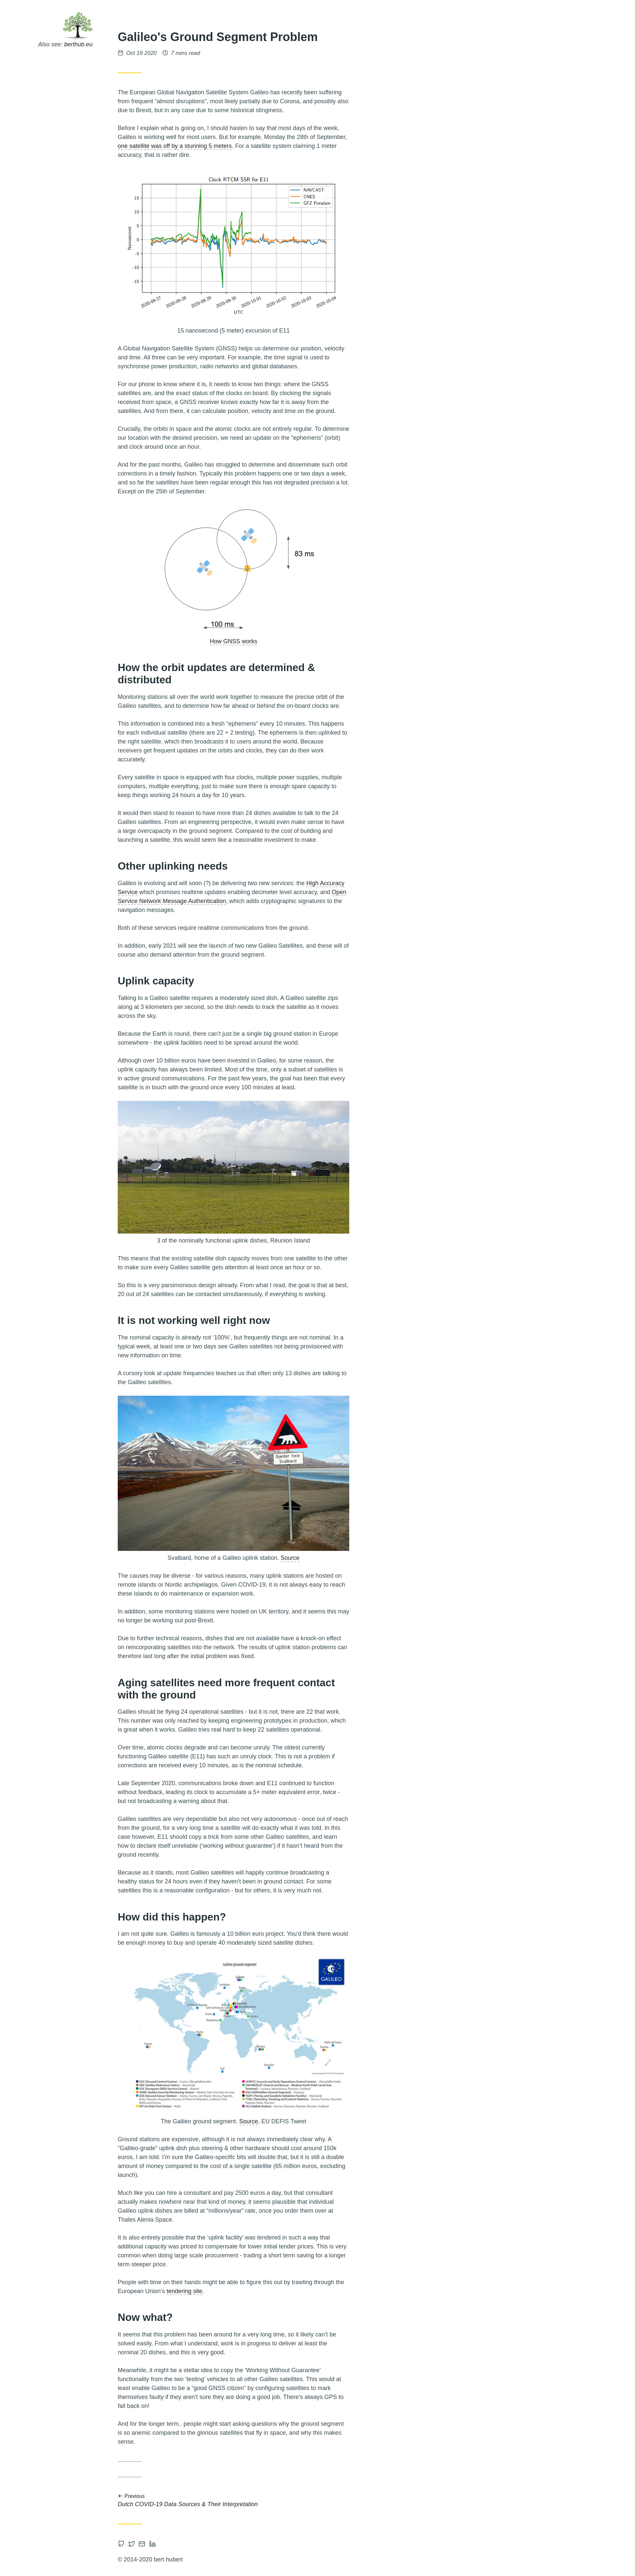 Also see: berthub.eu
Galileo's Ground Segment Problem
Oct 19 2020 7 mins read
The European Global Navigation Satellite System Galileo has recently been suffering
from frequent “almost disruptions”, most likely partially due to Corona, and possibly also
due to Brexit, but in any case due to some historical stinginess.
Before I explain what is going on, I should hasten to say that most days of the week,
Galileo is working well for most users. But for example, Monday the 28th of September,
one satellite was off by a stunning 5 meters. For a satellite system claiming 1 meter
accuracy, that is rather dire.
Clock RTCM SSR for E11
NAVCAST
CNES
GFZ-Potsdam
Nanosecond
15
10
5
0
-5
-10
-15
2020-09-27 2020-09-28 2020-09-29 2020-09-30 2020-10-01 2020-10-02 2020-10-03 2020-10-04
UTC
15 nanosecond (5 meter) excursion of E11
A Global Navigation Satellite System (GNSS) helps us determine our position, velocity
and time. All three can be very important. For example, the time signal is used to
synchronise power production, radio networks and global databases.
For our phone to know where it is, it needs to know two things: where the GNSS
satellites are, and the exact status of the clocks on board. By clocking the signals
received from space, a GNSS receiver knows exactly how far it is away from the
satellites. And from there, it can calculate position, velocity and time on the ground.
Crucially, the orbits in space and the atomic clocks are not entirely regular. To determine
our location with the desired precision, we need an update on the “ephemeris” (orbit)
and clock around once an hour.
And for the past months, Galileo has struggled to determine and disseminate such orbit
corrections in a timely fashion. Typically this problem happens one or two days a week,
and so far the satellites have been regular enough this has not degraded precision a lot.
Except on the 25th of September.
83 ms
100 ms
How GNSS works
How the orbit updates are determined &
distributed
Monitoring stations all over the world work together to measure the precise orbit of the
Galileo satellites, and to determine how far ahead or behind the on-board clocks are.
This information is combined into a fresh “ephemeris” every 10 minutes. This happens
for each individual satellite (there are 22 + 2 testing). The ephemeris is then uplinked to
the right satellite, which then broadcasts it to users around the world. Because
receivers get frequent updates on the orbits and clocks, they can do their work
accurately.
Every satellite in space is equipped with four clocks, multiple power supplies, multiple
computers, multiple everything, just to make sure there is enough spare capacity to
keep things working 24 hours a day for 10 years.
It would then stand to reason to have more than 24 dishes available to talk to the 24
Galileo satellites. From an engineering perspective, it would even make sense to have
a large overcapacity in the ground segment. Compared to the cost of building and
launching a satellite, this would seem like a reasonable investment to make.
Other uplinking needs
Galileo is evolving and will soon (?) be delivering two new services: the High Accuracy
Service which promises realtime updates enabling decimeter level accuracy, and Open
Service Network Message Authentication, which adds cryptographic signatures to the
navigation messages.
Both of these services require realtime communications from the ground.
In addition, early 2021 will see the launch of two new Galileo Satellites, and these will of
course also demand attention from the ground segment.
Uplink capacity
Talking to a Galileo satellite requires a moderately sized dish. A Galileo satellite zips
along at 3 kilometers per second, so the dish needs to track the satellite as it moves
across the sky.
Because the Earth is round, there can’t just be a single big ground station in Europe
somewhere - the uplink facilities need to be spread around the world.
Although over 10 billion euros have been invested in Galileo, for some reason, the
uplink capacity has always been limited. Most of the time, only a subset of satellites is
in active ground communications. For the past few years, the goal has been that every
satellite is in touch with the ground once every 100 minutes at least.
3 of the nominally functional uplink dishes, Réunion Island
This means that the existing satellite dish capacity moves from one satellite to the other
to make sure every Galileo satellite gets attention at least once an hour or so.
So this is a very parsimonious design already. From what I read, the goal is that at best,
20 out of 24 satellites can be contacted simultaneously, if everything is working.
It is not working well right now
The nominal capacity is already not ‘100%’, but frequently things are not nominal. In a
typical week, at least one or two days see Galileo satellites not being provisioned with
new information on time.
A cursory look at update frequencies teaches us that often only 13 dishes are talking to
the Galileo satellites.
Gjelder hele
Svalbard
Svalbard, home of a Galileo uplink station. Source
The causes may be diverse - for various reasons, many uplink stations are hosted on
remote islands or Nordic archipelagos. Given COVID-19, it is not always easy to reach
these islands to do maintenance or expansion work.
In addition, some monitoring stations were hosted on UK territory, and it seems this may
no longer be working out post-Brexit.
Due to further technical reasons, dishes that are not available have a knock-on effect
on reincorporating satellites into the network. The results of uplink station problems can
therefore last long after the initial problem was fixed.
Aging satellites need more frequent contact
with the ground
Galileo should be flying 24 operational satellites - but it is not, there are 22 that work.
This number was only reached by keeping engineering prototypes in production, which
is great when it works. Galileo tries real hard to keep 22 satellites operational.
Over time, atomic clocks degrade and can become unruly. The oldest currently
functioning Galileo satellite (E11) has such an unruly clock. This is not a problem if
corrections are received every 10 minutes, as is the nominal schedule.
Late September 2020, communications broke down and E11 continued to function
without feedback, leading its clock to accumulate a 5+ meter equivalent error, twice -
but not broadcasting a warning about that.
Galileo satellites are very dependable but also not very autonomous - once out of reach
from the ground, for a very long time a satellite will do exactly what it was told. In this
case however, E11 should copy a trick from some other Galileo satellites, and learn
how to declare itself unreliable (‘working without guarantee’) if it hasn’t heard from the
ground recently.
Because as it stands, most Galileo satellites will happily continue broadcasting a
healthy status for 24 hours even if they haven’t been in ground contact. For some
satellites this is a reasonable configuration - but for others, it is very much not.
How did this happen?
I am not quite sure. Galileo is famously a 10 billion euro project. You’d think there would
be enough money to buy and operate 40 moderately sized satellite dishes.
Galileo ground segment
GALILEO
The Galileo ground segment. Source, EU DEFIS Tweet
Ground stations are expensive, although it is not always immediately clear why. A
“Galileo-grade” uplink dish plus steering & other hardware should cost around 150k
euros, I am told. I’m sure the Galileo-specific bits will double that, but it is still a doable
amount of money compared to the cost of a single satellite (65 million euros, excluding
launch).
Much like you can hire a consultant and pay 2500 euros a day, but that consultant
actually makes nowhere near that kind of money, it seems plausible that individual
Galileo uplink dishes are billed at “millions/year” rate, once you order them over at
Thales Alenia Space.
It is also entirely possible that the ‘uplink facility’ was tendered in such a way that
additional capacity was priced to compensate for lower initial tender prices. This is very
common when doing large scale procurement - trading a short term saving for a longer
term steeper price.
People with time on their hands might be able to figure this out by trawling through the
European Union’s tendering site.
Now what?
It seems that this problem has been around for a very long time, so it likely can’t be
solved easily. From what I understand, work is in progress to deliver at least the
nominal 20 dishes, and this is very good.
Meanwhile, it might be a stellar idea to copy the ‘Working Without Guarantee’
functionality from the two ‘testing’ vehicles to all other Galileo satellites. This would at
least enable Galileo to be a “good GNSS citizen” by configuring satellites to mark
themselves faulty if they aren’t sure they are doing a good job. There’s always GPS to
fall back on!
And for the longer term.. people might start asking questions why the ground segment
is so anemic compared to the glorious satellites that fly in space, and why this makes
sense.
← Previous
Dutch COVID-19 Data Sources & Their Interpretation
© 2014-2020 bert hubert